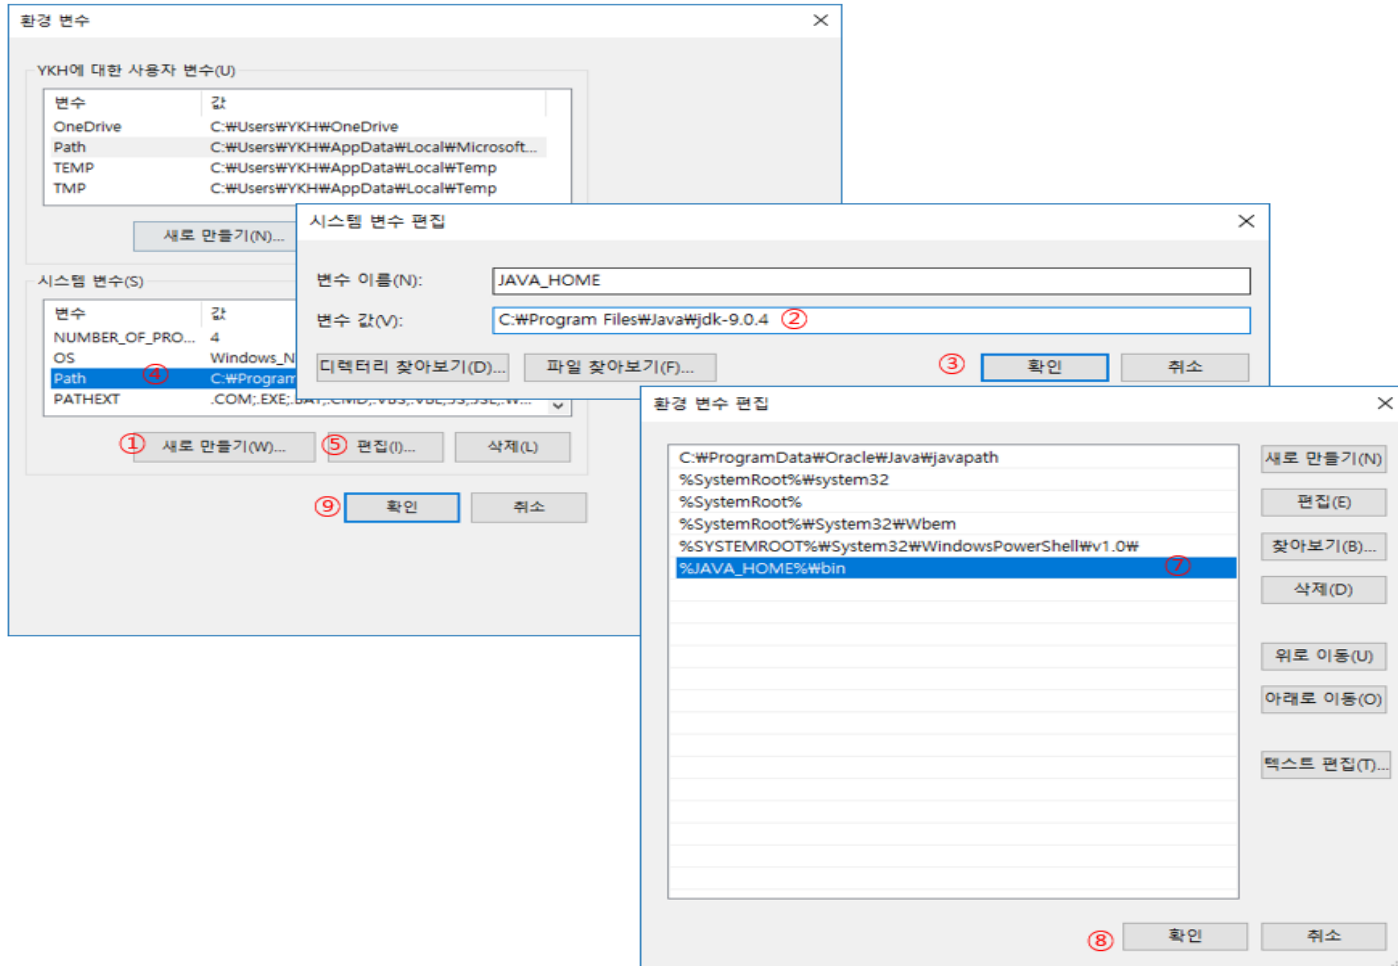 환경 변수
YKH에 대한 사용자 변수(U)
변수 값
OneDrive C:₩Users₩YKH₩OneDrive
Path C:₩Users₩YKH₩AppData₩Local₩Microsoft...
TEMP C:₩Users₩YKH₩AppData₩Local₩Temp
TMP C:₩Users₩YKH₩AppData₩Local₩Temp
새로 만들기(N)...
시스템 변수(S)
변수 값
NUMBER_OF_PRO... 4
OS Windows_N
Path ④ C:₩Program
PATHEXT .COM;.EXE;.BAT;.CMD;.VBS;.VBE;.JS;.JSE;.W...
① 새로 만들기(W)... ⑤ 편집(I)... 삭제(L)
⑨ 확인 취소
시스템 변수 편집
변수 이름(N): JAVA_HOME
변수 값(V): C:₩Program Files₩Java₩jdk-9.0.4 ②
디렉터리 찾아보기(D)... 파일 찾아보기(F)... ③ 확인 취소
환경 변수 편집
C:₩ProgramData₩Oracle₩Java₩javapath
%SystemRoot%₩system32
%SystemRoot%
%SystemRoot%₩System32₩Wbem
%SYSTEMROOT%₩System32₩WindowsPowerShell₩v1.0₩
%JAVA_HOME%₩bin ⑦
새로 만들기(N)
편집(E)
찾아보기(B)...
삭제(D)
위로 이동(U)
아래로 이동(O)
텍스트 편집(T)...
⑧ 확인 취소